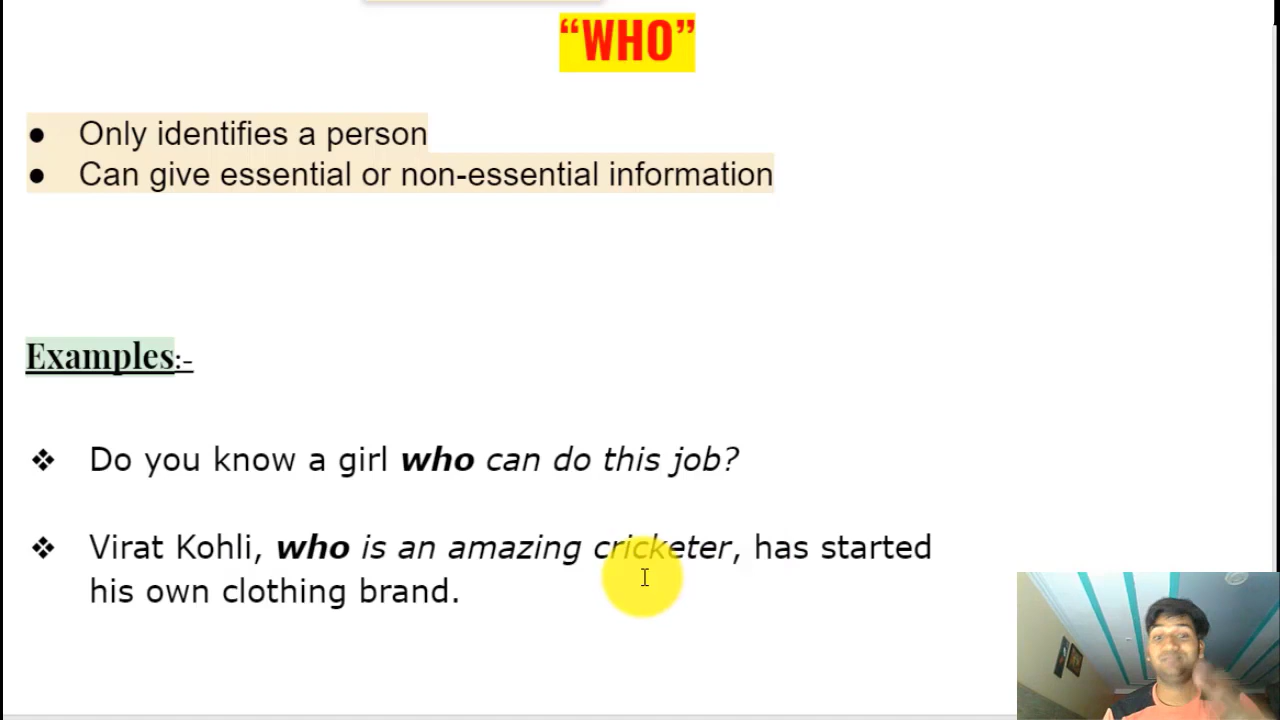 “WHO”
● Only identifies a person
● Can give essential or non-essential information
Examples:-
❖ Do you know a girl who can do this job?
❖ Virat Kohli, who is an amazing cricketer, has started
his own clothing brand.